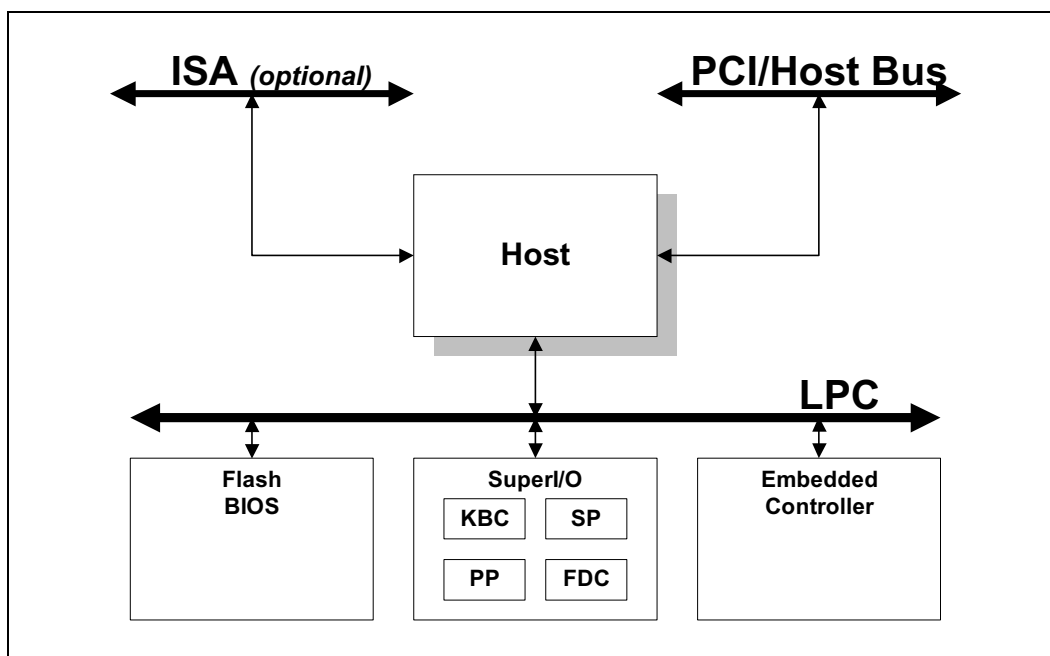 ISA (optional)
PCI/Host Bus
Host
LPC
Flash
BIOS
SuperI/O
KBC
SP
PP
FDC
Embedded
Controller